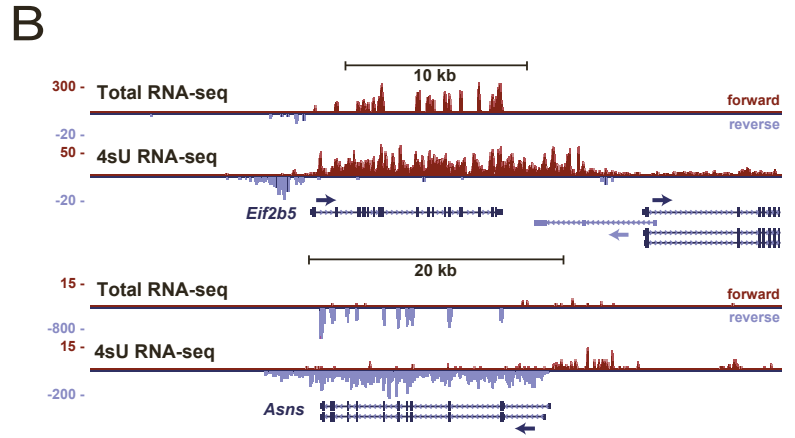 B
10 kb
300 -
Total RNA-seq
forward
reverse
-20 -
50 -
4sU RNA-seq
-20 -
Eif2b5
20 kb
15 -
Total RNA-seq
forward
reverse
-800 -
15 -
4sU RNA-seq
-200 -
Asns